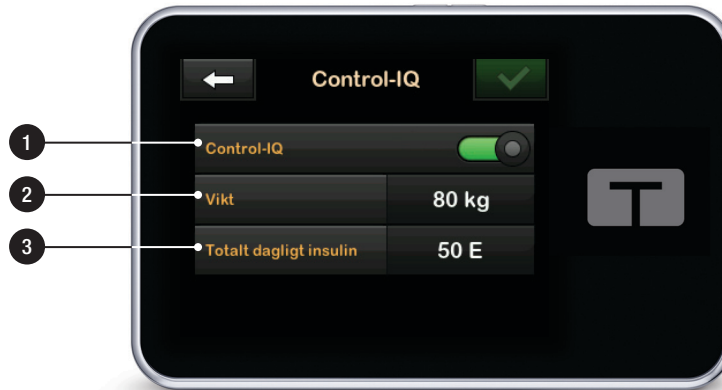 Control-IQ
1
Control-IQ
2
Vikt
80 kg
3
Totalt dagligt insulin
50 E